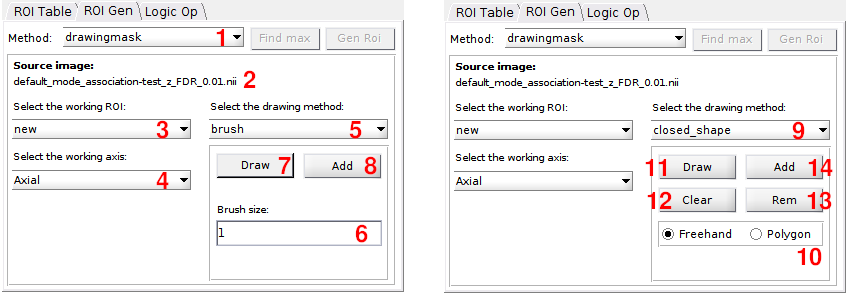 ROI Table ROI Gen Logic Op
Method: drawingmask 1 Find max Gen Roi
Source image:
default_mode_association-test_z_FDR_0.01.nii 2
Select the working ROI: Select the drawing method:
new 3 brush 5
Select the working axis: Draw 7 Add 8
Axial 4
Brush size:
1 6
ROI Table ROI Gen Logic Op
Method: drawingmask Find max Gen Roi
Source image:
default_mode_association-test_z_FDR_0.01.nii
Select the working ROI: Select the drawing method:
new closed_shape 9
Select the working axis: 11 Draw Add 14
Axial
12 Clear Rem 13
Freehand Polygon
10